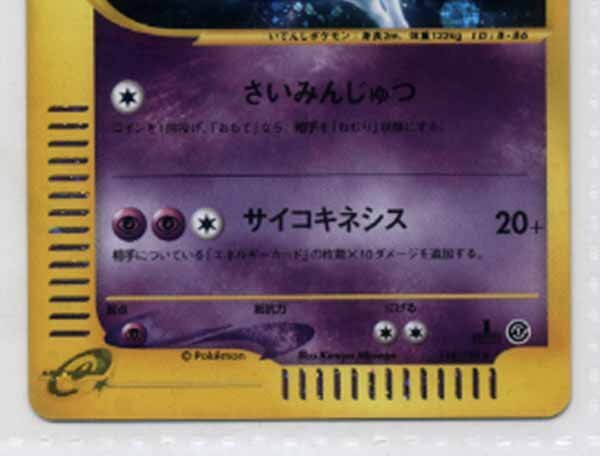 いでんしポケモン：身長2m、体重122kg LV.8-86
さいみんじゅつ
コインを1回投げ、「おもて」なら、相手を「ねむり」状態にする。
サイコキネシス 20+
相手についている「エネルギーカード」の枚数×10ダメージを追加する。
弱点 抵抗力 にげる
1
© Pokémon Illus.
e